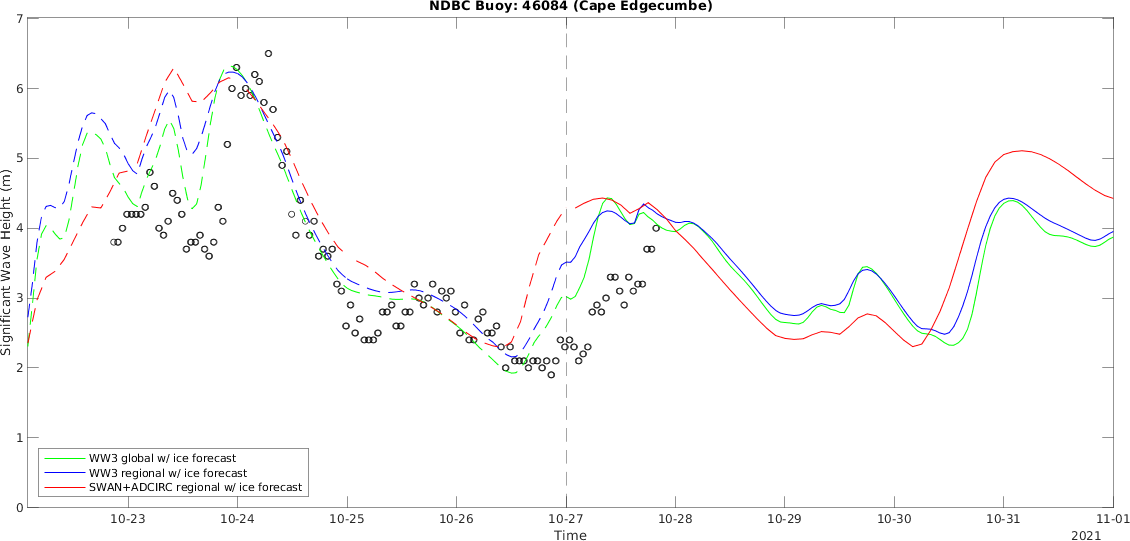 NDBC Buoy: 46084 (Cape Edgecumbe)
7
6
5
4
3
2
1
0
Significant Wave Height (m)
WW3 global w/ ice forecast
WW3 regional w/ ice forecast
SWAN+ADCIRC regional w/ ice forecast
10-23 10-24 10-25 10-26 10-27 10-28 10-29 10-30 10-31 11-01
Time
2021